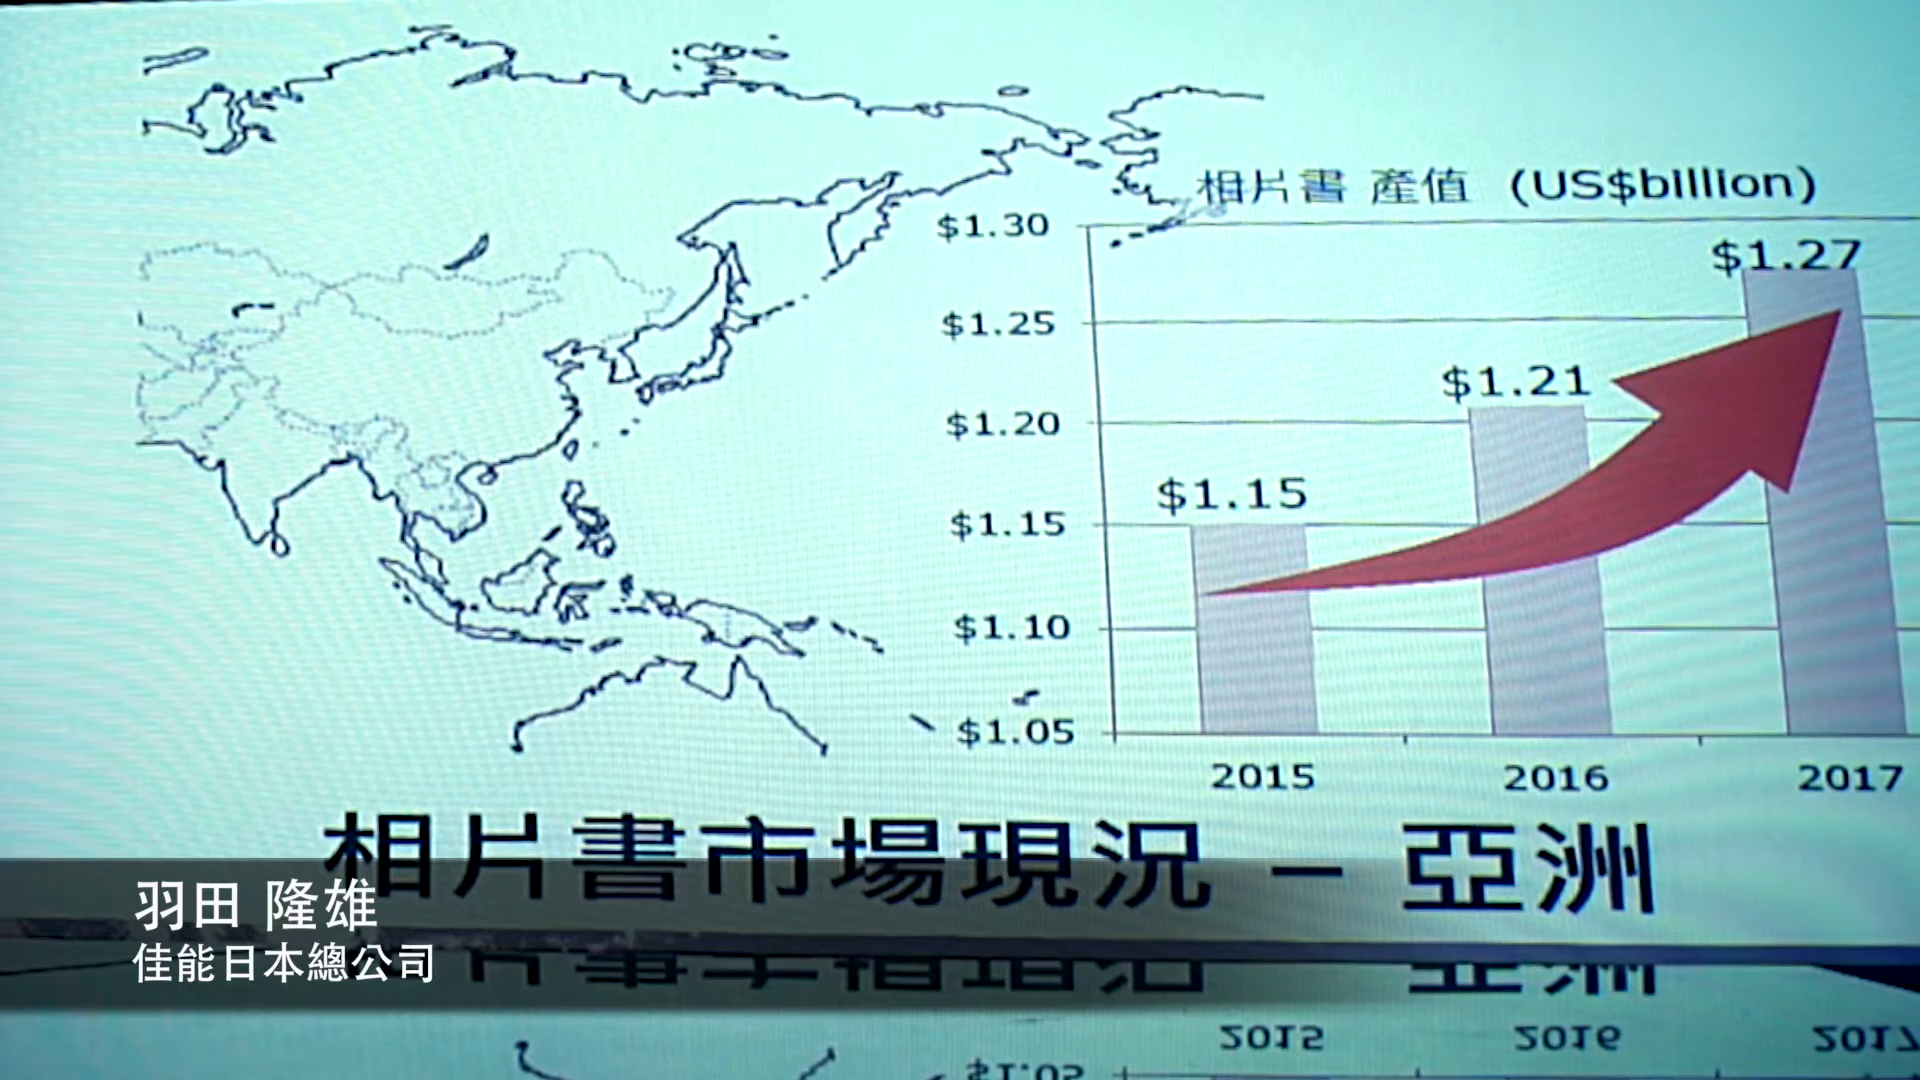 相片書 產值 (US$billion)
$1.30
$1.27
$1.25
$1.21
$1.20
$1.15
$1.15
$1.10
$1.05
2015 2016 2017
相片書市場現況 – 亞洲
羽田 隆雄
佳能日本總公司